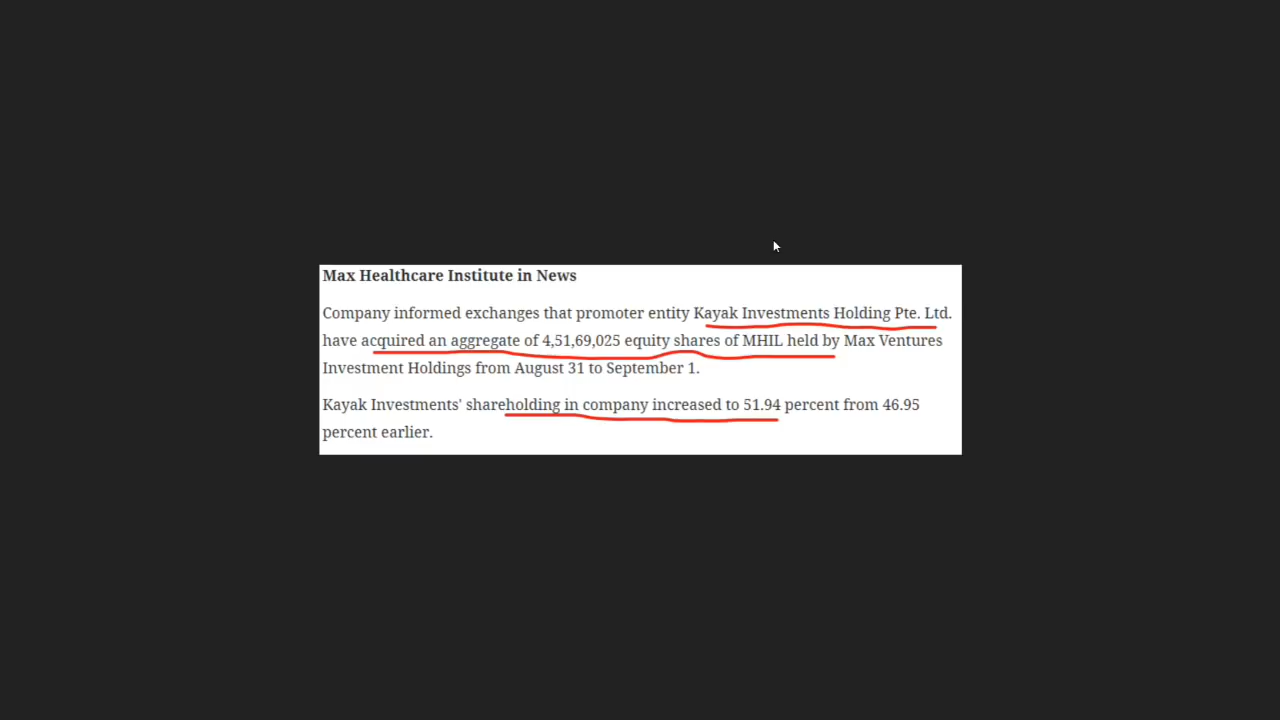 Max Healthcare Institute in News
Company informed exchanges that promoter entity Kayak Investments Holding Pte. Ltd.
have acquired an aggregate of 4,51,69,025 equity shares of MHIL held by Max Ventures
Investment Holdings from August 31 to September 1.
Kayak Investments' shareholding in company increased to 51.94 percent from 46.95
percent earlier.